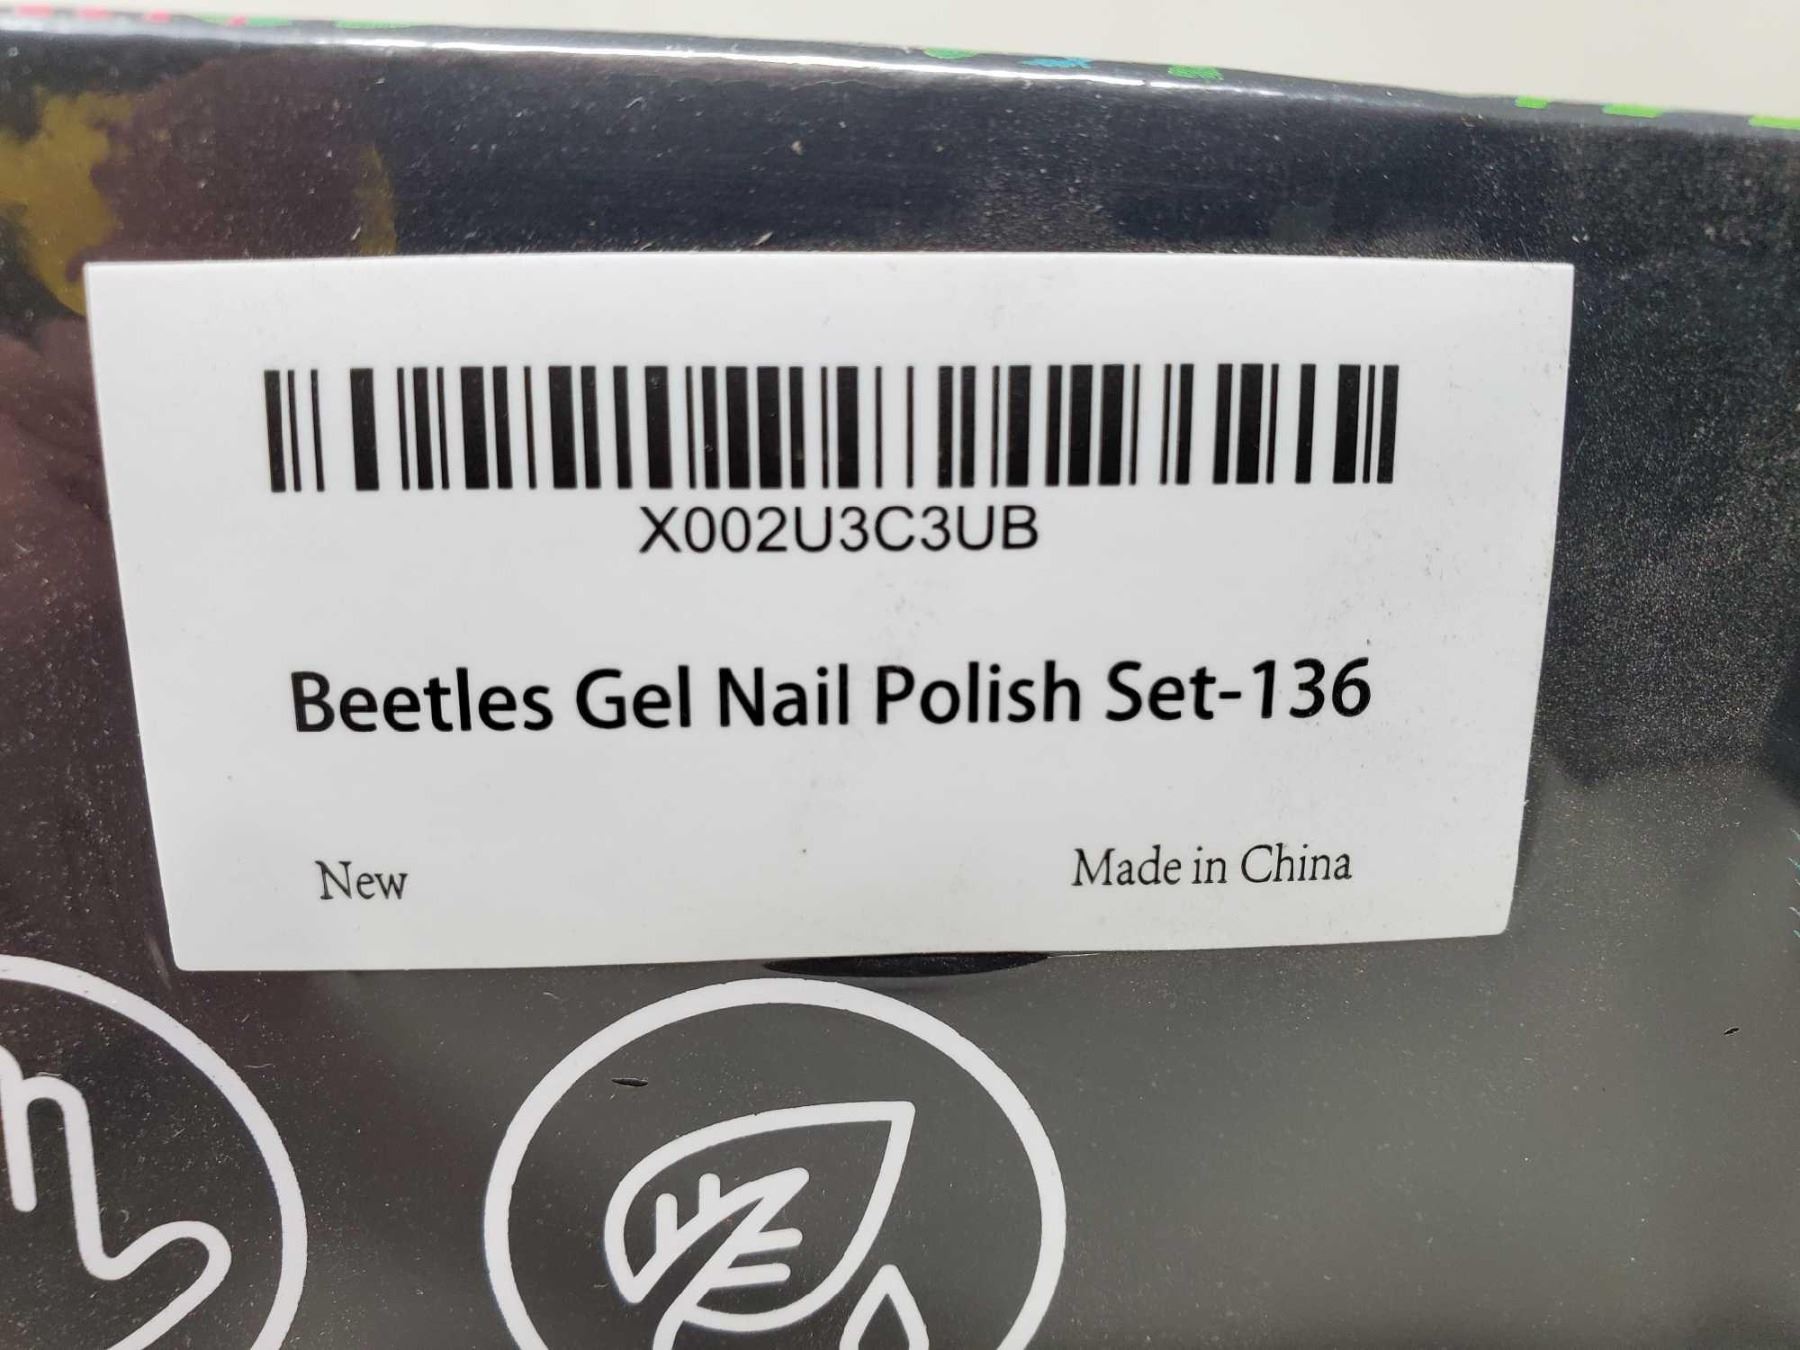 X002U3C3UB
Beetles Gel Nail Polish Set-136
New
Made in China